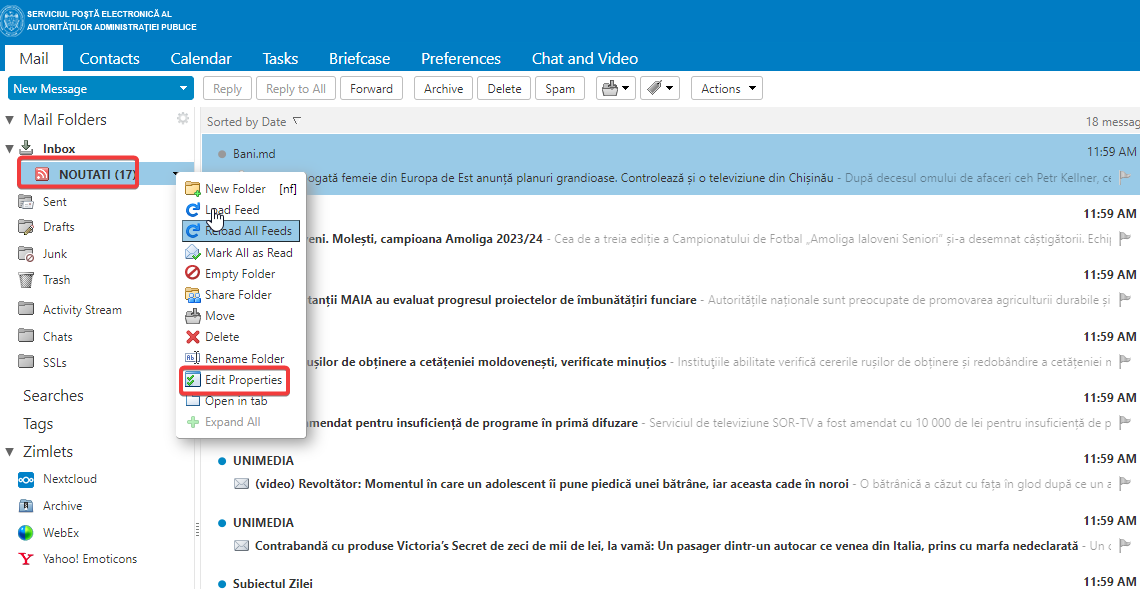 SERVICIUL POȘTĂ ELECTRONICĂ AL
AUTORITĂȚILOR ADMINISTRAȚIEI PUBLICE
Mail Contacts Calendar Tasks Briefcase Preferences Chat and Video
New Message Reply Reply to All Forward Archive Delete Spam Actions
Mail Folders
Sorted by Date
18 messag
Inbox
NOUTATI (17)
Sent
Drafts
Junk
Trash
Activity Stream
Chats
SSLs
Searches
Tags
Zimlets
Nextcloud
Archive
WebEx
Yahoo! Emoticons
New Folder [nf]
Load Feed
Reload All Feeds
Mark All as Read
Empty Folder
Share Folder
Move
Delete
Rename Folder
Edit Properties
Open in tab
Expand All
Bani.md 11:59 AM
ogată femeie din Europa de Est anunță planuri grandioase. Controlează și o televiziune din Chișinău - După decesul omului de afaceri ceh Petr Kellner, ce
11:59 AM
veni. Molești, campioana Amoliga 2023/24 - Cea de a treia ediție a Campionatului de Fotbal „Amoliga Ialoveni Seniori” și-a desemnat câștigătorii. Echip
11:59 AM
tanții MAIA au evaluat progresul proiectelor de îmbunătățiri funciare - Autoritățile naționale sunt preocupate de promovarea agriculturii durabile și
11:59 AM
ușilor de obținere a cetățeniei moldovenești, verificate minuțios - Instituțiile abilitate verifică cererile rușilor de obținere și redobândire a cetățeniei m
11:59 AM
mendat pentru insuficiență de programe în primă difuzare - Serviciul de televiziune SOR-TV a fost amendat cu 10 000 de lei pentru insuficiență de p
UNIMEDIA 11:59 AM
(video) Revoltător: Momentul în care un adolescent îi pune piedică unei bătrâne, iar aceasta cade în noroi - O bătrânică a căzut cu fața în glod după ce un a
UNIMEDIA 11:59 AM
Contrabandă cu produse Victoria’s Secret de zeci de mii de lei, la vamă: Un pasager dintr-un autocar ce venea din Italia, prins cu marfa nedeclarată - Un c
Subiectul Zilei 11:59 AM